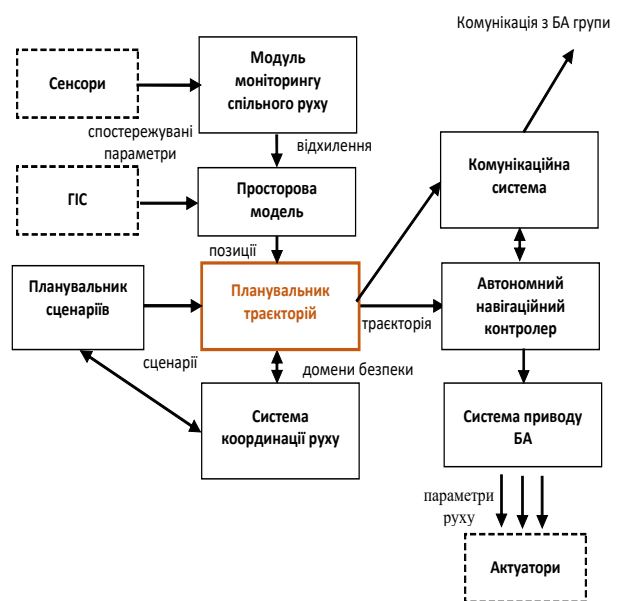 Комунікація з БА групи
Модуль
моніторингу
спільного руху
Сенсори
спостережувані
параметри
відхилення
Комунікаційна
система
ГІС
Просторова
модель
позиції
Планувальник
сценаріїв
Планувальник
траєкторій
Автономний
навігаційний
контролер
траєкторія
сценарії
домени безпеки
Система
координації руху
Система приводу
БА
параметри
руху
Актуатори